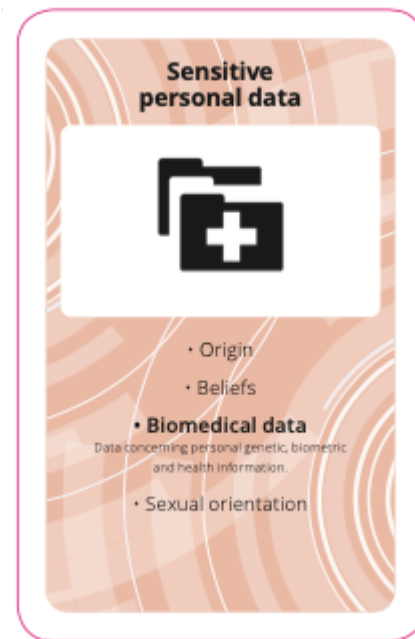 Sensitive
personal data
• Origin
• Beliefs
• Biomedical data
Data concerning personal genetic, biometric
and health information.
• Sexual orientation